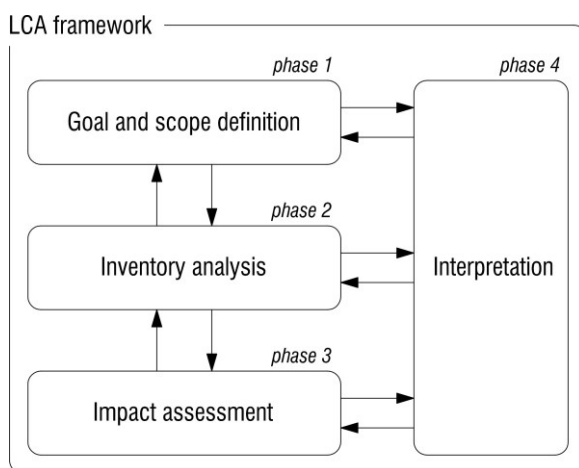 LCA framework
phase 1
phase 4
Goal and scope definition
phase 2
Inventory analysis
Interpretation
phase 3
Impact assessment